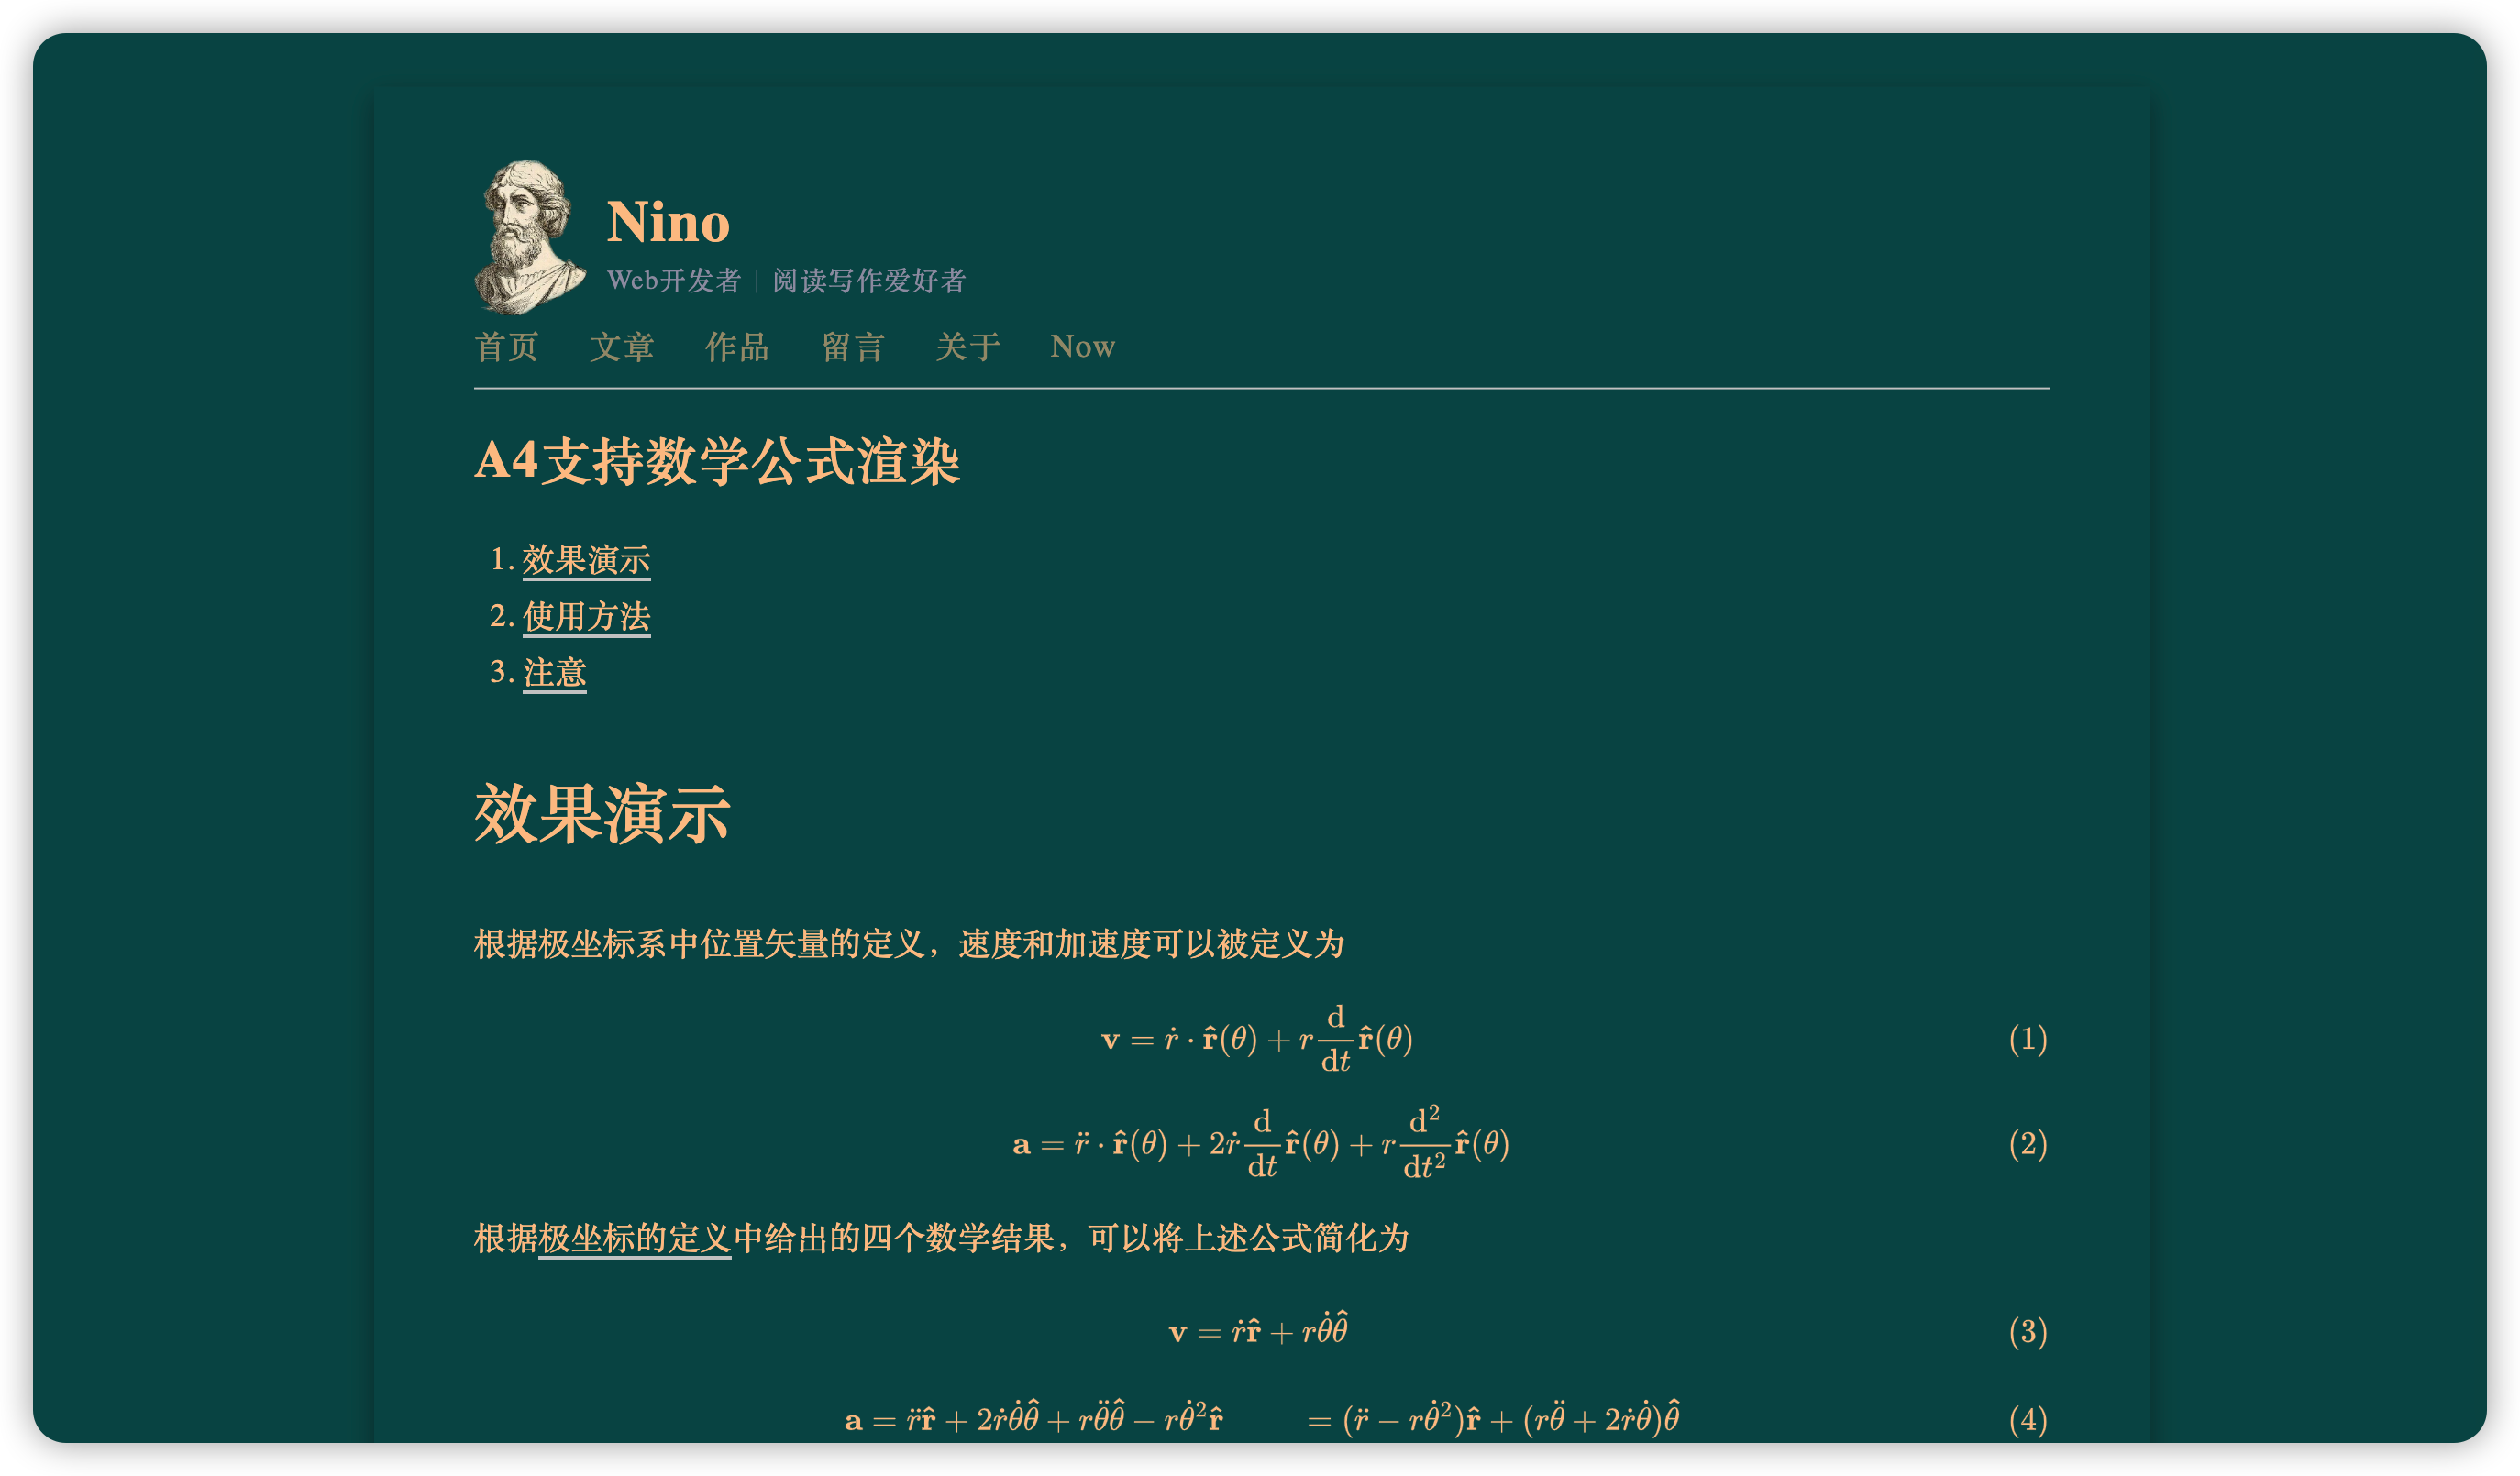 Nino
Web开发者 | 阅读写作爱好者
首页 文章 作品 留言 关于 Now
A4支持数学公式渲染
1. 效果演示
2. 使用方法
3. 注意
效果演示
根据极坐标系中位置矢量的定义，速度和加速度可以被定义为
$\mathbf{v} = \dot{r} \cdot \hat{\mathbf{r}}(\theta) + r \frac{\mathrm{d}}{\mathrm{d}t} \hat{\mathbf{r}}(\theta)$ (1)
$\mathbf{a} = \ddot{r} \cdot \hat{\mathbf{r}}(\theta) + 2\dot{r} \frac{\mathrm{d}}{\mathrm{d}t} \hat{\mathbf{r}}(\theta) + r \frac{\mathrm{d}^2}{\mathrm{d}t^2} \hat{\mathbf{r}}(\theta)$ (2)
根据极坐标的定义中给出的四个数学结果，可以将上述公式简化为
$\mathbf{v} = \dot{r}\hat{\mathbf{r}} + r\dot{\theta}\hat{\theta}$ (3)
$\mathbf{a} = \ddot{r}\hat{\mathbf{r}} + 2\dot{r}\dot{\theta}\hat{\theta} + r\ddot{\theta}\hat{\theta} - r\dot{\theta}^2\hat{\mathbf{r}} \qquad = (\ddot{r} - r\dot{\theta}^2)\hat{\mathbf{r}} + (r\ddot{\theta} + 2\dot{r}\dot{\theta})\hat{\theta}$ (4)